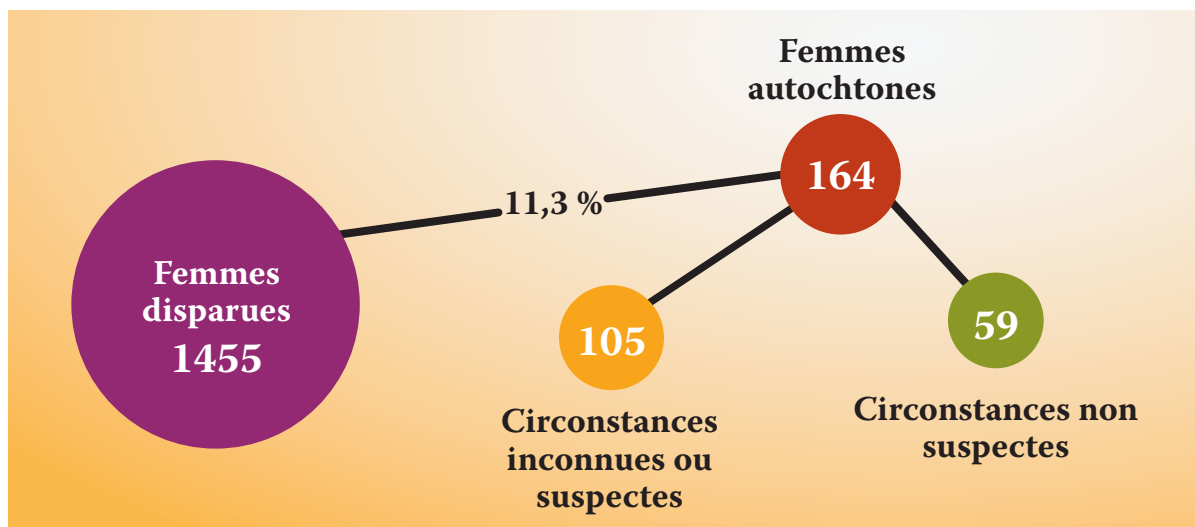 Femmes
autochtones
164
11,3 %
Femmes
disparues
1455
105
59
Circonstances
inconnues ou
suspectes
Circonstances non
suspectes